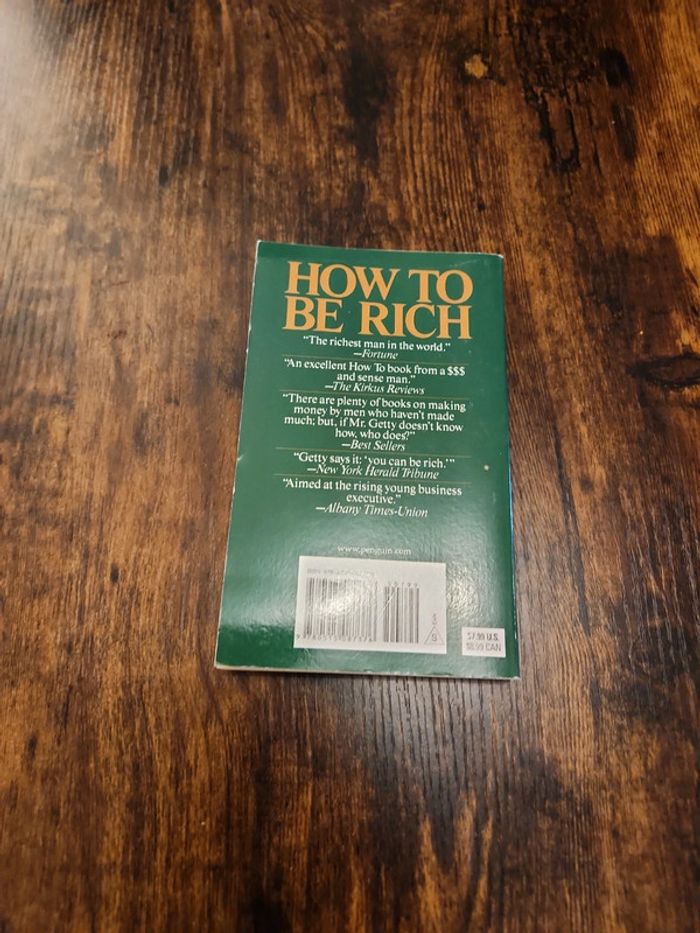 HOW TO
BE RICH
“The richest man in the world.”
—Fortune
“An excellent How To book from a $$$
and sense man.”
—The Kirkus Reviews
“There are plenty of books on making
money by men who haven’t made
much; but, if Mr. Getty doesn’t know
how, who does?”
—Best Sellers
“Getty says it: ‘you can be rich.’”
—New York Herald Tribune
“Aimed at the rising young business
executive.”
—Albany Times-Union
www.penguin.com
$7.99 U.S.
$8.99 CAN